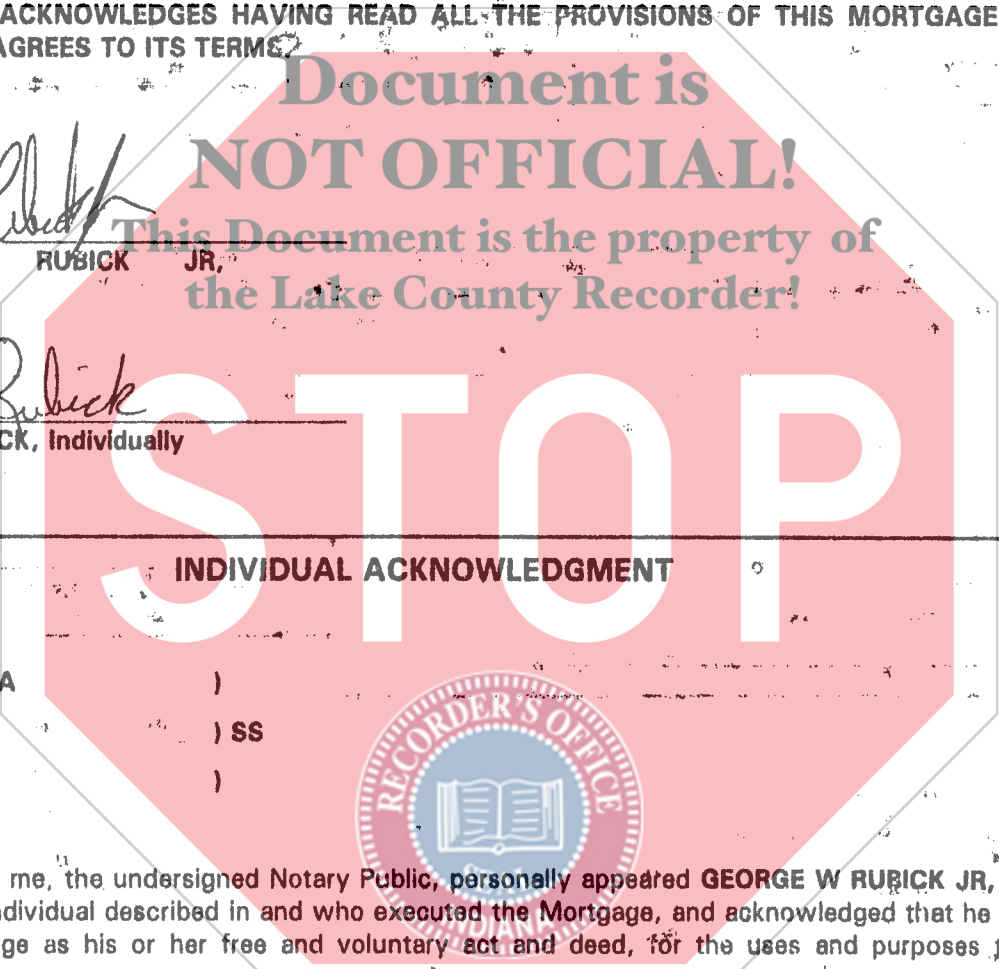 ACKNOWLEDGES HAVING READ ALL THE PROVISIONS OF THIS MORTGAGE
AGREES TO ITS TERMS.
Document is
NOT OFFICIAL!
This Document is the property of
the Lake County Recorder!
RUBICK JR,
Rubick
CK, Individually
STOP
INDIVIDUAL ACKNOWLEDGMENT
A )
) SS
)
RECORDER'S OFFICE
INDIANA
me, the undersigned Notary Public, personally appeared GEORGE W RUBICK JR,
ndividual described in and who executed the Mortgage, and acknowledged that he
ge as his or her free and voluntary act and deed, for the uses and purposes